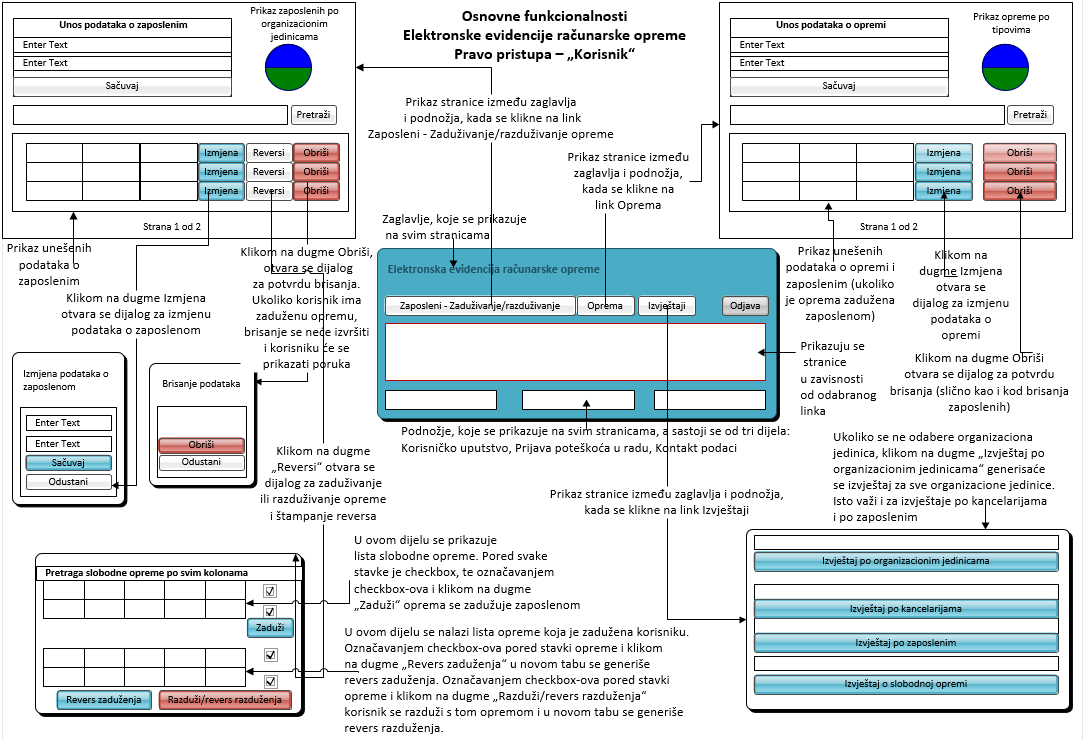 Osnovne funkcionalnosti
Elektronske evidencije računarske opreme
Pravo pristupa – „Korisnik“
Unos podataka o zaposlenim
Enter Text
Enter Text
Sačuvaj
Prikaz zaposlenih po
organizacionim
jedinicama
Pretraži
Izmjena Reversi Obriši
Izmjena Reversi Obriši
Izmjena Reversi Obriši
Strana 1 od 2
Prikaz unešenih
podataka o
zaposlenim
Klikom na dugme Izmjena
otvara se dijalog za izmjenu
podataka o zaposlenom
Klikom na dugme Obriši,
otvara se dijalog
za potvrdu brisanja.
Ukoliko korisnik ima
zaduženu opremu,
brisanje se neće izvršiti
i korisniku će se
prikazati poruka
Prikaz stranice između zaglavlja
i podnožja, kada se klikne na link
Zaposleni - Zaduživanje/razduživanje opreme
Prikaz stranice između
zaglavlja i podnožja,
kada se klikne na
link Oprema
Zaglavlje, koje se prikazuje
na svim stranicama
Unos podataka o opremi
Enter Text
Enter Text
Sačuvaj
Prikaz opreme po
tipovima
Pretraži
Izmjena Obriši
Izmjena Obriši
Izmjena Obriši
Strana 1 od 2
Prikaz unešenih
podataka o opremi i
zaposlenim (ukoliko
je oprema zadužena
zaposlenom)
Klikom na
dugme Izmjena
otvara se
dijalog za izmjenu
podataka o
opremi
Klikom na dugme Obriši
otvara se dijalog za potvrdu
brisanja (slično kao i kod brisanja
zaposlenih)
Elektronska evidencija računarske opreme
Zaposleni - Zaduživanje/razduživanje Oprema Izvještaji Odjava
Prikazuju se
stranice
u zavisnosti
od odabranog
linka
Podnožje, koje se prikazuje na svim stranicama, a sastoji se od tri dijela:
Korisničko uputstvo, Prijava poteškoća u radu, Kontakt podaci
Izmjena podataka o
zaposlenom
Enter Text
Enter Text
Sačuvaj
Odustani
Brisanje podataka
Obriši
Odustani
Klikom na dugme
„Reversi“ otvara se
dijalog za zaduživanje
ili razduživanje opreme
i štampanje reversa
Prikaz stranice između zaglavlja i podnožja,
kada se klikne na link Izvještaji
Ukoliko se ne odabere organizaciona
jedinica, klikom na dugme „Izvještaj po
organizacionim jedinicama“ generisaće
se izvještaj za sve organizacione jedinice.
Isto važi i za izvještaje po kancelarijama
i po zaposlenim
Pretraga slobodne opreme po svim kolonama
Zaduži
Revers zaduženja Razduži/revers razduženja
U ovom dijelu se prikazuje
lista slobodne opreme. Pored svake
stavke je checkbox, te označavanjem
checkbox-ova i klikom na dugme
„Zaduži“ oprema se zadužuje zaposlenom
U ovom dijelu se nalazi lista opreme koja je zadužena korisniku.
Označavanjem checkbox-ova pored stavki opreme i klikom
na dugme „Revers zaduženja“ u novom tabu se generiše
revers zaduženja. Označavanjem checkbox-ova pored stavki
opreme i klikom na dugme „Razduži/revers razduženja“
korisnik se razduži s tom opremom i u novom tabu se generiše
revers razduženja.
Izvještaj po organizacionim jedinicama
Izvještaj po kancelarijama
Izvještaj po zaposlenim
Izvještaj o slobodnoj opremi